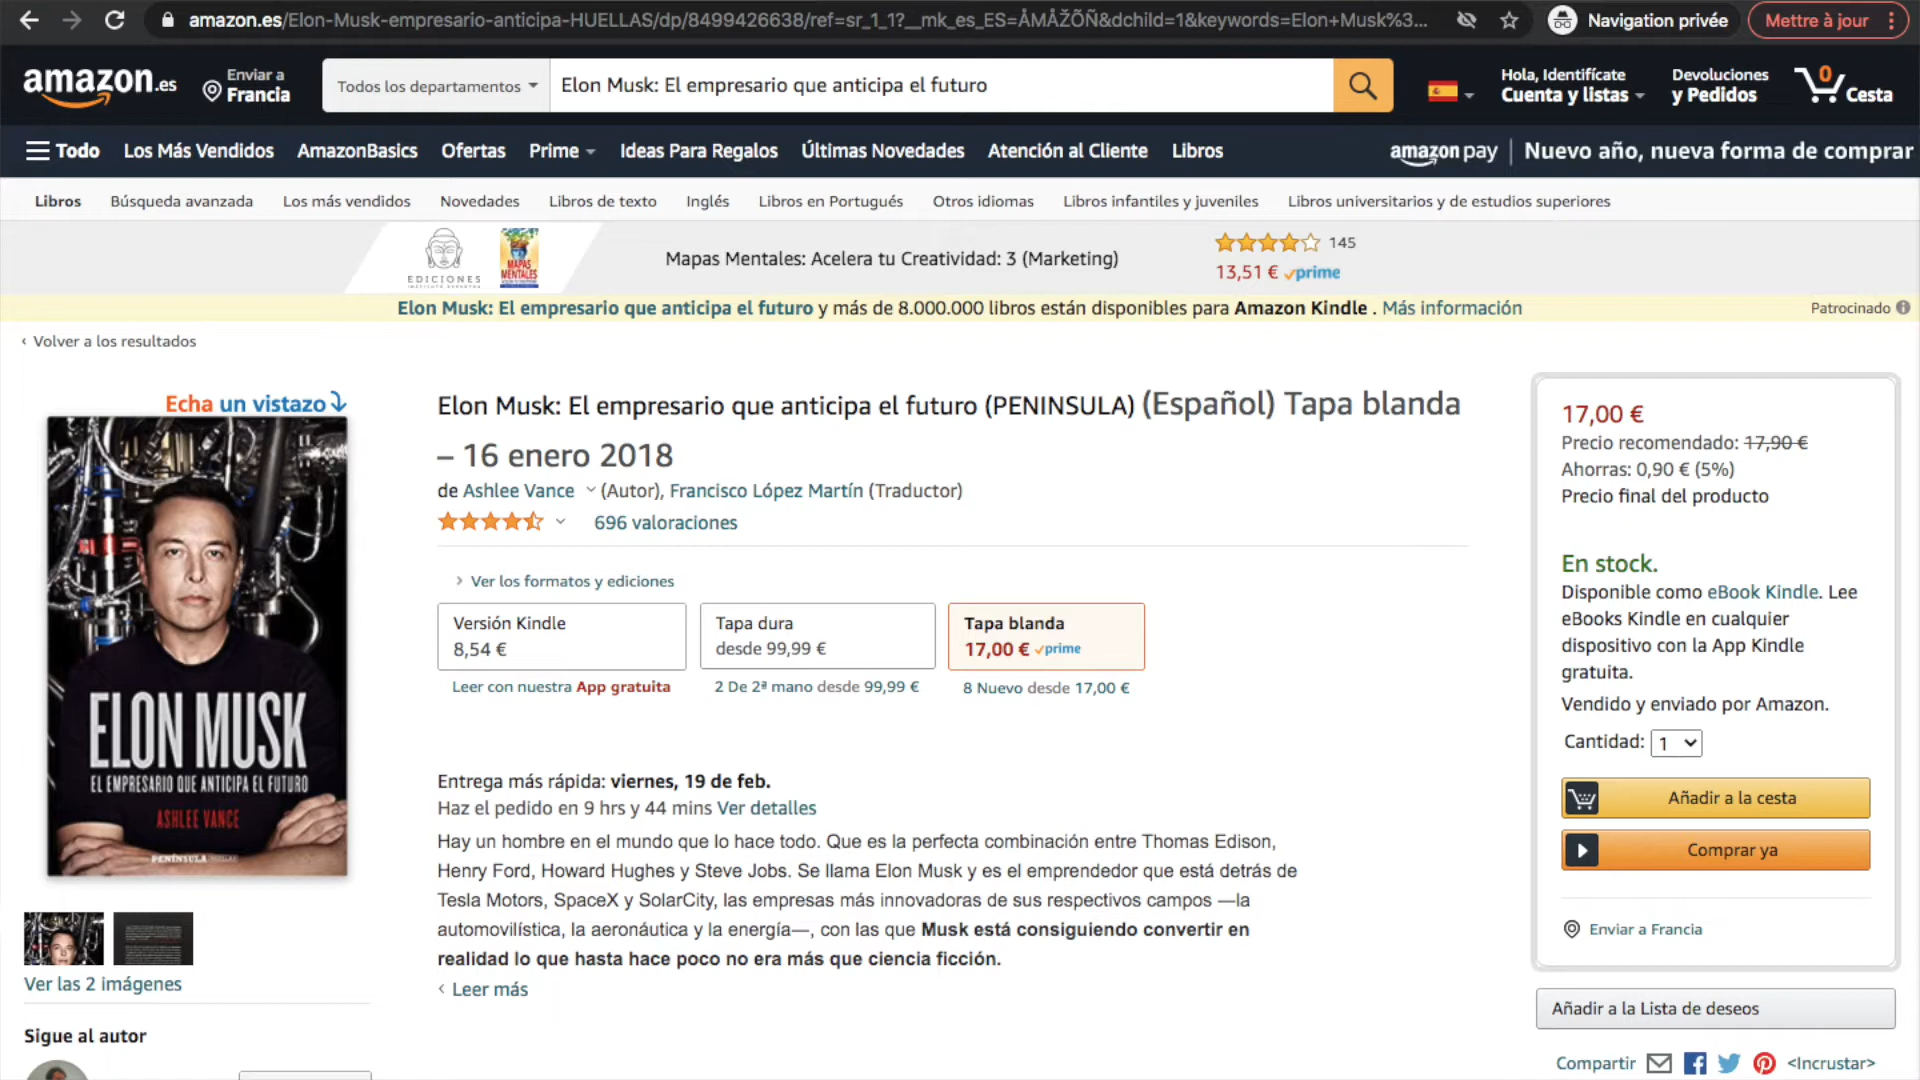 amazon.es/Elon-Musk-empresario-anticipa-HUELLAS/dp/8499426638/ref=sr_1_1?__mk_es_ES=ÅMÅŽÕÑ&dchild=1&keywords=Elon+Musk%3...
Navigation privée
Mettre à jour
amazon.es
Enviar a
Francia
Todos los departamentos
Elon Musk: El empresario que anticipa el futuro
Hola, Identifícate
Cuenta y listas
Devoluciones
y Pedidos
0
Cesta
Todo Los Más Vendidos AmazonBasics Ofertas Prime Ideas Para Regalos Últimas Novedades Atención al Cliente Libros
amazon pay | Nuevo año, nueva forma de comprar
Libros Búsqueda avanzada Los más vendidos Novedades Libros de texto Inglés Libros en Portugués Otros idiomas Libros infantiles y juveniles Libros universitarios y de estudios superiores
EDICIONES
MAPAS
MENTALES
Mapas Mentales: Acelera tu Creatividad: 3 (Marketing)
145
13,51 € prime
Elon Musk: El empresario que anticipa el futuro y más de 8.000.000 libros están disponibles para Amazon Kindle . Más información
Patrocinado
‹ Volver a los resultados
Echa un vistazo
ELON MUSK
EL EMPRESARIO QUE ANTICIPA EL FUTURO
ASHLEE VANCE
PENÍNSULA
Ver las 2 imágenes
Sigue al autor
Elon Musk: El empresario que anticipa el futuro (PENINSULA) (Español) Tapa blanda
– 16 enero 2018
de Ashlee Vance (Autor), Francisco López Martín (Traductor)
696 valoraciones
› Ver los formatos y ediciones
Versión Kindle
8,54 €
Leer con nuestra App gratuita
Tapa dura
desde 99,99 €
2 De 2ª mano desde 99,99 €
Tapa blanda
17,00 € prime
8 Nuevo desde 17,00 €
Entrega más rápida: viernes, 19 de feb.
Haz el pedido en 9 hrs y 44 mins Ver detalles
Hay un hombre en el mundo que lo hace todo. Que es la perfecta combinación entre Thomas Edison,
Henry Ford, Howard Hughes y Steve Jobs. Se llama Elon Musk y es el emprendedor que está detrás de
Tesla Motors, SpaceX y SolarCity, las empresas más innovadoras de sus respectivos campos —la
automovilística, la aeronáutica y la energía—, con las que Musk está consiguiendo convertir en
realidad lo que hasta hace poco no era más que ciencia ficción.
‹ Leer más
17,00 €
Precio recomendado: 17,90 €
Ahorras: 0,90 € (5%)
Precio final del producto
En stock.
Disponible como eBook Kindle. Lee
eBooks Kindle en cualquier
dispositivo con la App Kindle
gratuita.
Vendido y enviado por Amazon.
Cantidad: 1
Añadir a la cesta
Comprar ya
Enviar a Francia
Añadir a la Lista de deseos
Compartir <Incrustar>